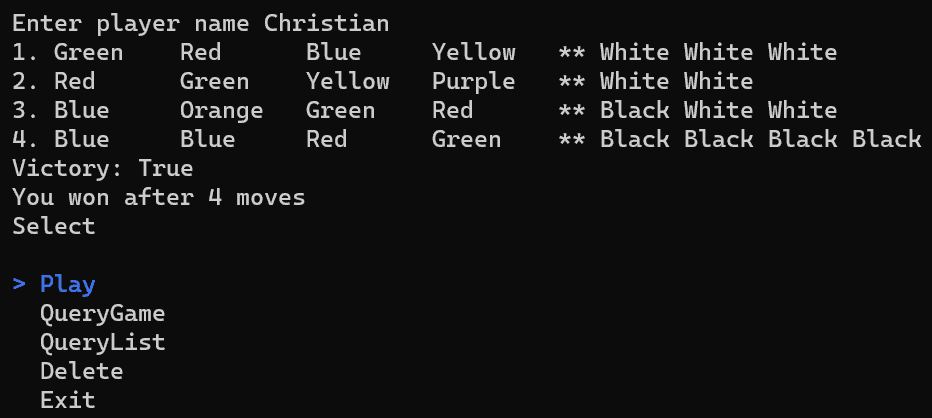 Enter player name Christian
1. Green    Red      Blue     Yellow   ** White White White
2. Red      Green    Yellow   Purple   ** White White
3. Blue     Orange   Green    Red      ** Black White White
4. Blue     Blue     Red      Green    ** Black Black Black Black
Victory: True
You won after 4 moves
Select
> Play
  QueryGame
  QueryList
  Delete
  Exit